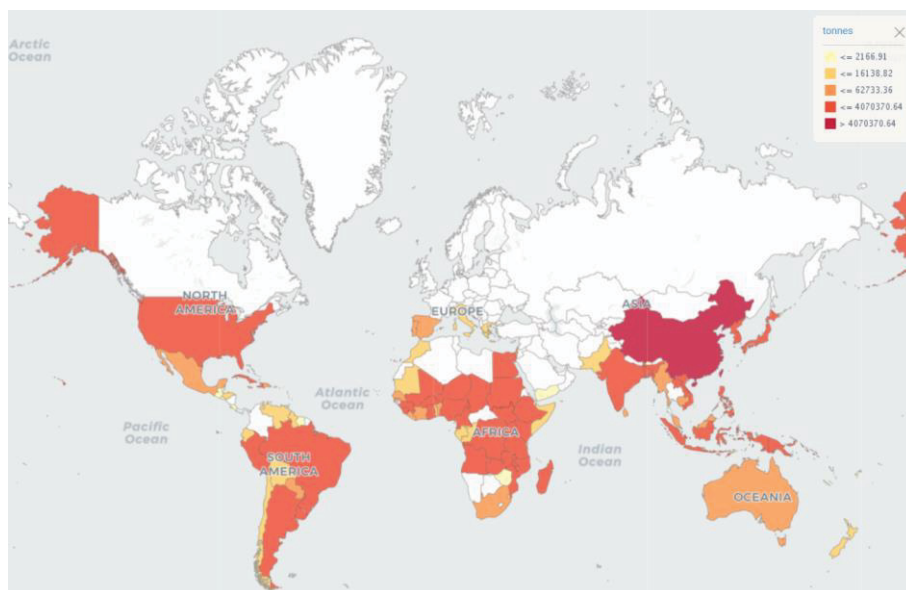 Arctic
Ocean
tonnes
<= 2166.91
<= 16138.82
<= 62733.36
<= 4070370.64
> 4070370.64
NORTH
AMERICA
EUROPE
ASIA
Atlantic
Ocean
Pacific
Ocean
AFRICA
Indian
Ocean
SOUTH
AMERICA
OCEANIA